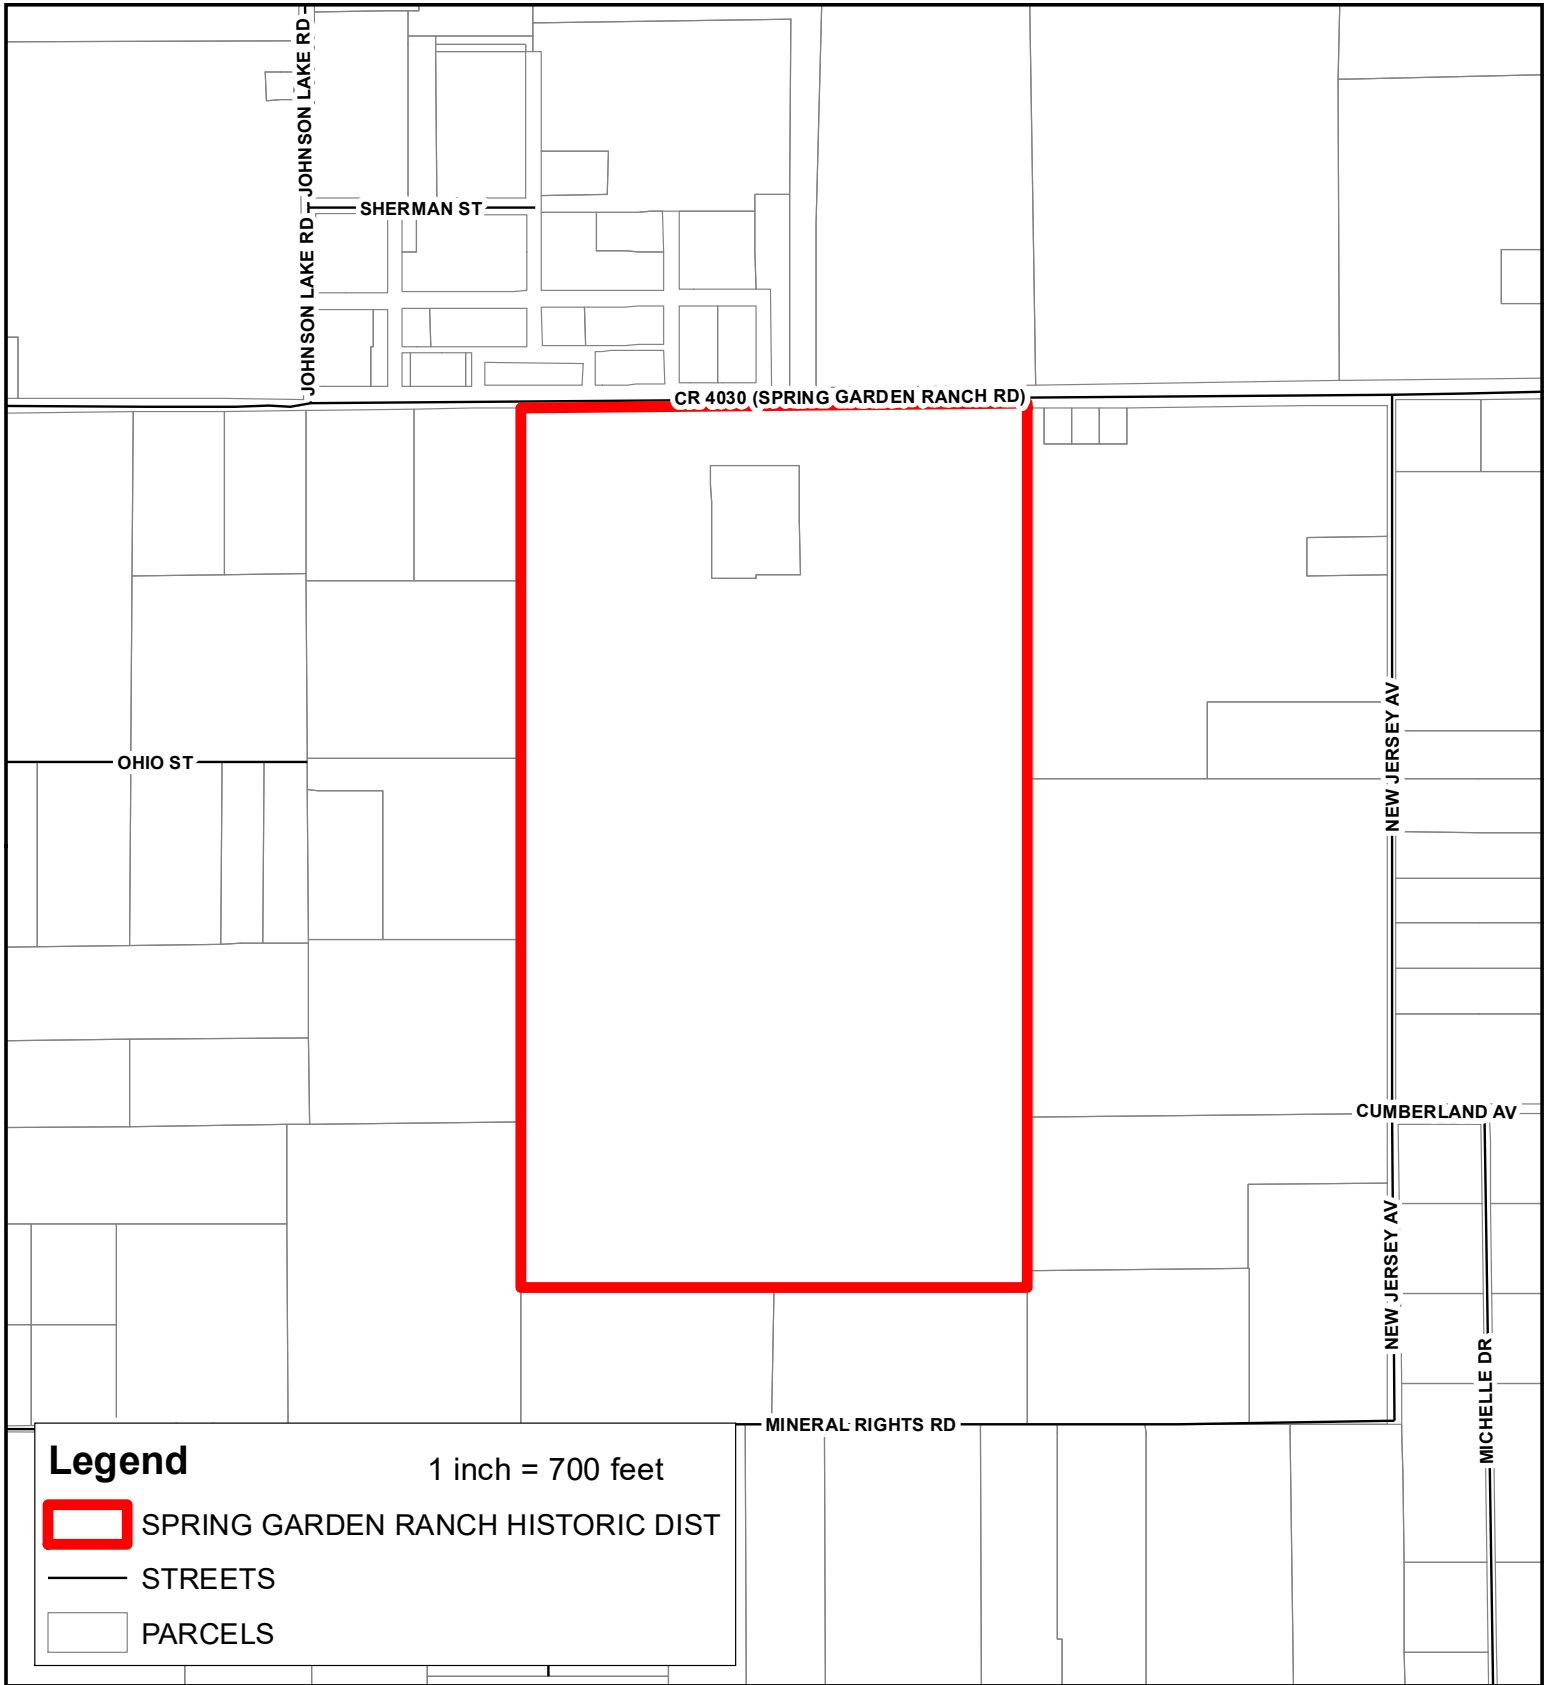 JOHNSON LAKE RD
SHERMAN ST
JOHNSON LAKE RD
CR 4030 (SPRING GARDEN RANCH RD)
NEW JERSEY AV
OHIO ST
CUMBERLAND AV
NEW JERSEY AV
MICHELLE DR
MINERAL RIGHTS RD
Legend
1 inch = 700 feet
SPRING GARDEN RANCH HISTORIC DIST
STREETS
PARCELS